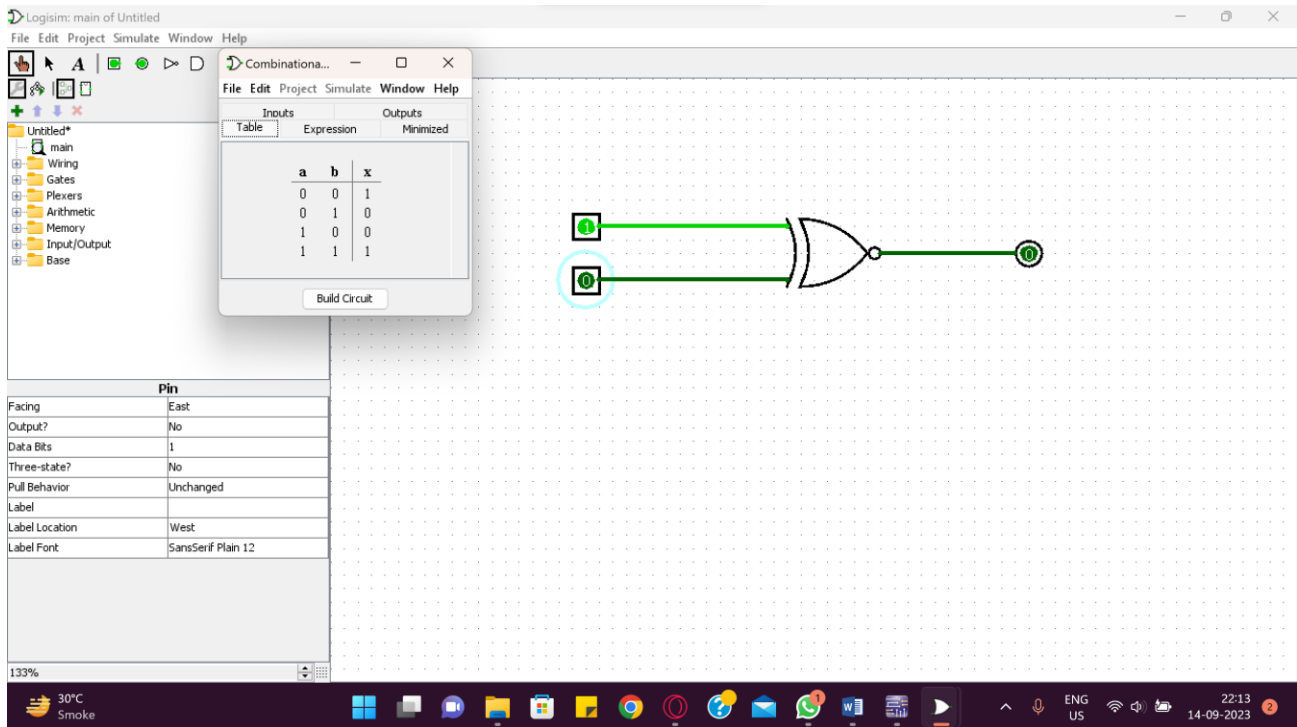 Logisim: main of Untitled
File Edit Project Simulate Window Help
A
Combinationa...
File Edit Project Simulate Window Help
Inputs Outputs
Table Expression Minimized
a b x
0 0 1
0 1 0
1 0 0
1 1 1
Build Circuit
Untitled*
main
Wiring
Gates
Plexers
Arithmetic
Memory
Input/Output
Base
1
0
0
Pin
Facing East
Output? No
Data Bits 1
Three-state? No
Pull Behavior Unchanged
Label
Label Location West
Label Font SansSerif Plain 12
133%
30°C
Smoke
1
W
ENG
US
22:13
14-09-2023
2